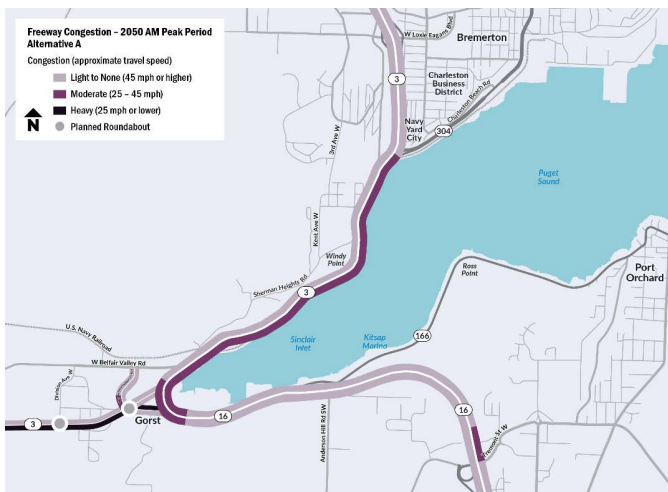 Freeway Congestion – 2050 AM Peak Period
Alternative A
Congestion (approximate travel speed)
Light to None (45 mph or higher)
Moderate (25 – 45 mph)
Heavy (25 mph or lower)
Planned Roundabout
N
W Loxie Eagans Blvd
Bremerton
3
Charleston
Business
District
Charleston Beach Rd
Navy
Yard
City
304
3rd Ave W
Puget
Sound
Kent Ave W
Windy
Point
Ross
Point
Port
Orchard
Sherman Heights Rd
3
U.S. Navy Railroad
Sinclair
Inlet
Kitsap
Marina
166
W Belfair Valley Rd
16
16
Anderson Hill Rd SW
Tremont St W
3
Gorst